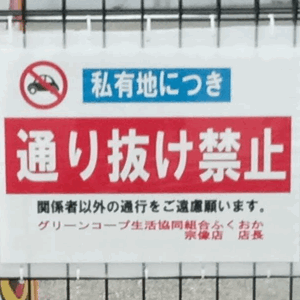 私有地につき
通り抜け禁止
関係者以外の通行をご遠慮願います。
グリーンコープ生活協同組合ふくおか
宗像店 店長